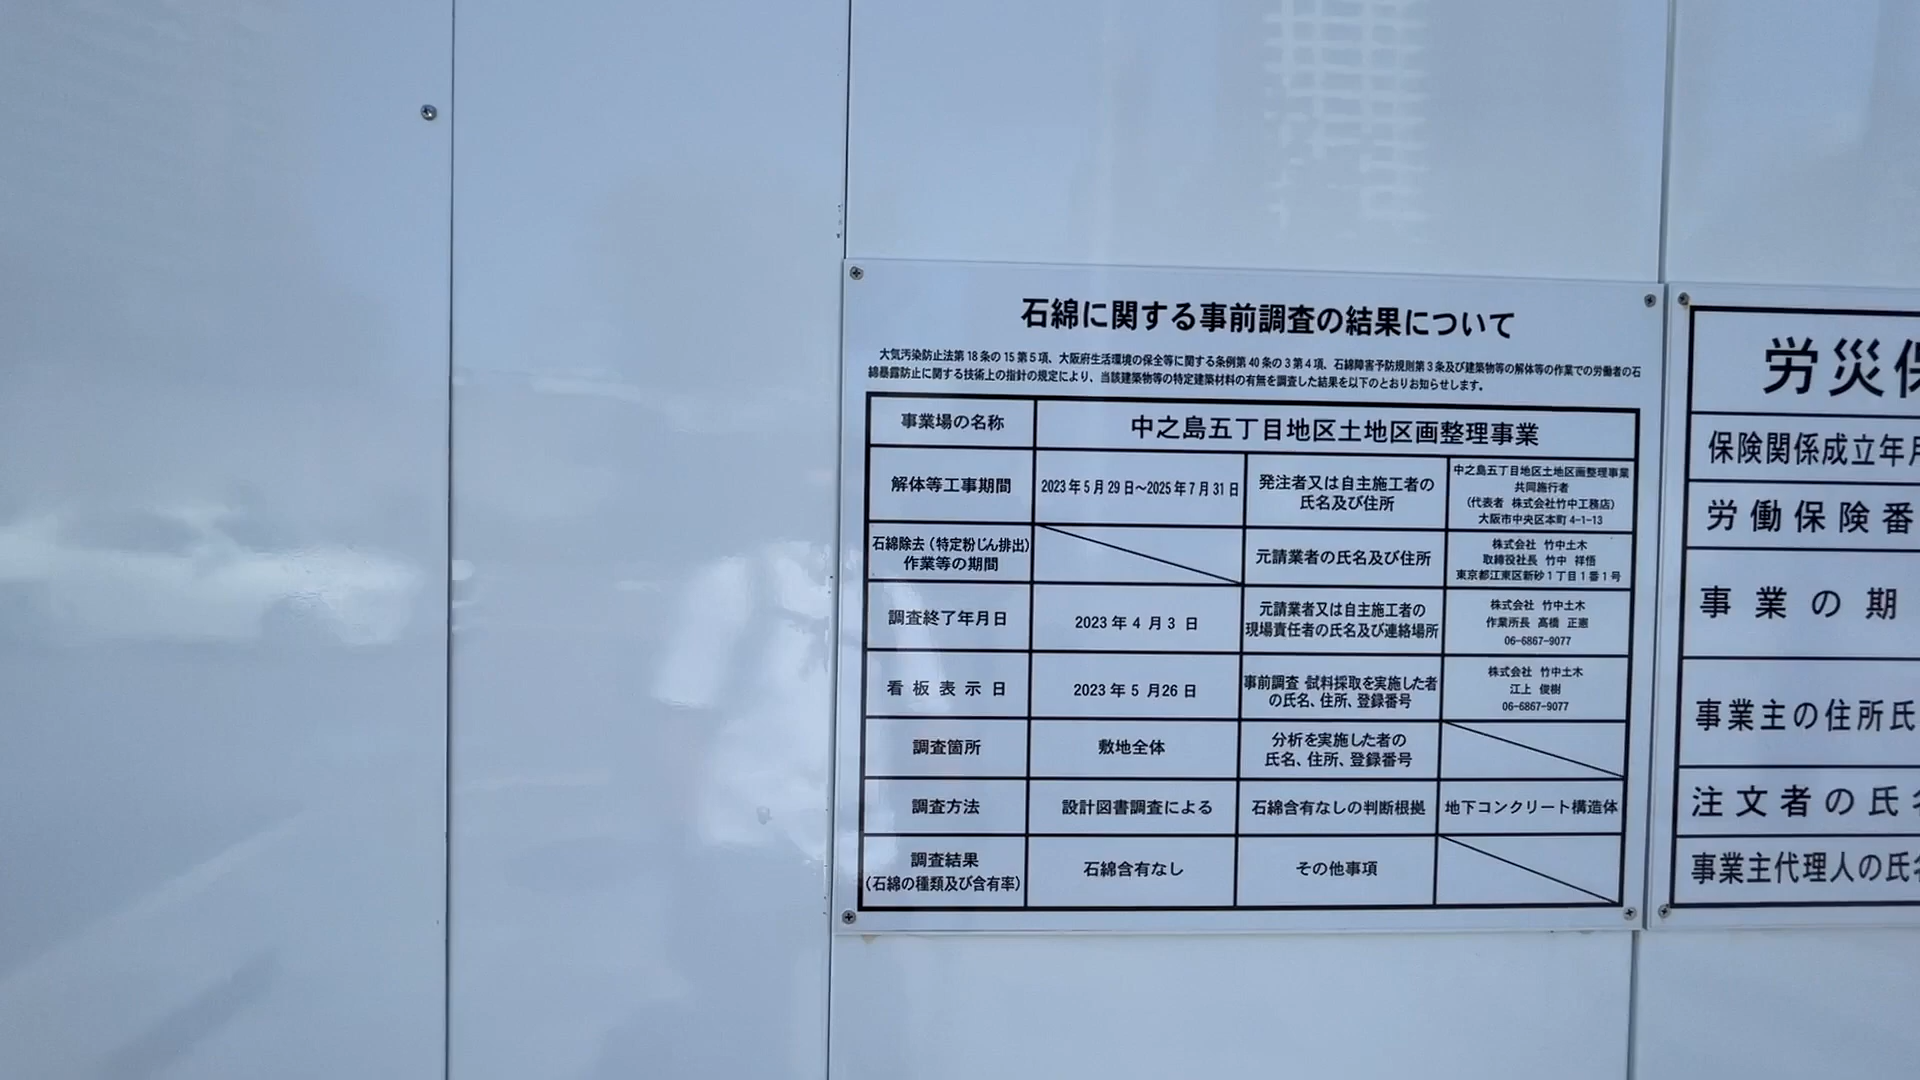 石綿に関する事前調査の結果について
大気汚染防止法第18条の15第5項、大阪府生活環境の保全等に関する条例第40条の3第4項、石綿障害予防規則第3条及び建築物等の解体等の作業での労働者の石
綿暴露防止に関する技術上の指針の規定により、当該建築物等の特定建築材料の有無を調査した結果を以下のとおりお知らせします。
事業場の名称
中之島五丁目地区土地区画整理事業
解体等工事期間
2023年5月29日～2025年7月31日
発注者又は自主施工者の
氏名及び住所
中之島五丁目地区土地区画整理事業
共同施行者
（代表者 株式会社竹中工務店）
大阪市中央区本町4-1-13
石綿除去（特定粉じん排出）
作業等の期間
元請業者の氏名及び住所
株式会社 竹中土木
取締役社長 竹中 祥悟
東京都江東区新砂1丁目1番1号
調査終了年月日
2023年4月3日
元請業者又は自主施工者の
現場責任者の氏名及び連絡場所
株式会社 竹中土木
作業所長 髙橋 正憲
06-6867-9077
看板表示日
2023年5月26日
事前調査・試料採取を実施した者
の氏名、住所、登録番号
株式会社 竹中土木
江上 俊樹
06-6867-9077
調査箇所
敷地全体
分析を実施した者の
氏名、住所、登録番号
調査方法
設計図書調査による
石綿含有なしの判断根拠
地下コンクリート構造体
調査結果
（石綿の種類及び含有率）
石綿含有なし
その他事項
労災保
保険関係成立年月
労働保険番
事業の期
事業主の住所氏
注文者の氏名
事業主代理人の氏名